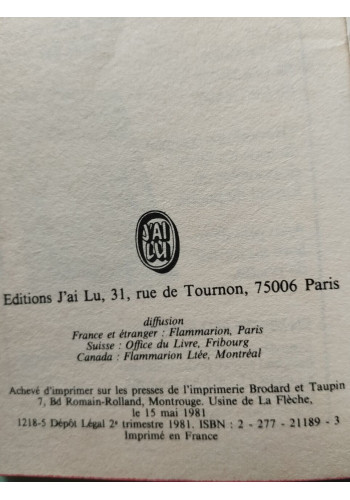 J'AI
LU
Editions J'ai Lu, 31, rue de Tournon, 75006 Paris
diffusion
France et étranger : Flammarion, Paris
Suisse : Office du Livre, Fribourg
Canada : Flammarion Ltée, Montréal
Achevé d'imprimer sur les presses de l'imprimerie Brodard et Taupin
7, Bd Romain-Rolland, Montrouge. Usine de La Flèche,
le 15 mai 1981
1218-5 Dépôt Légal 2e trimestre 1981. ISBN : 2 - 277 - 21189 - 3
Imprimé en France